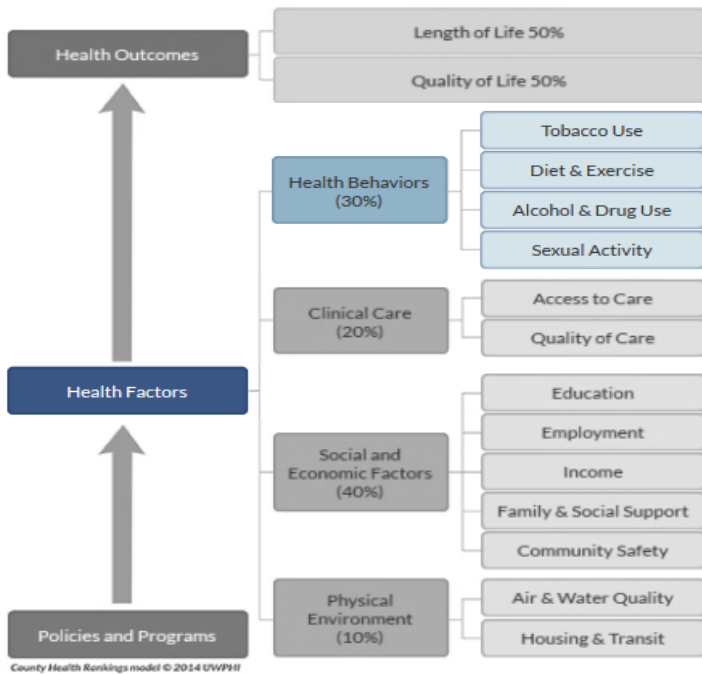 Health Outcomes
Length of Life 50%
Quality of Life 50%
Health Behaviors
(30%)
Tobacco Use
Diet & Exercise
Alcohol & Drug Use
Sexual Activity
Clinical Care
(20%)
Access to Care
Quality of Care
Health Factors
Social and
Economic Factors
(40%)
Education
Employment
Income
Family & Social Support
Community Safety
Physical
Environment
(10%)
Air & Water Quality
Housing & Transit
Policies and Programs
County Health Rankings model © 2014 UWPHI